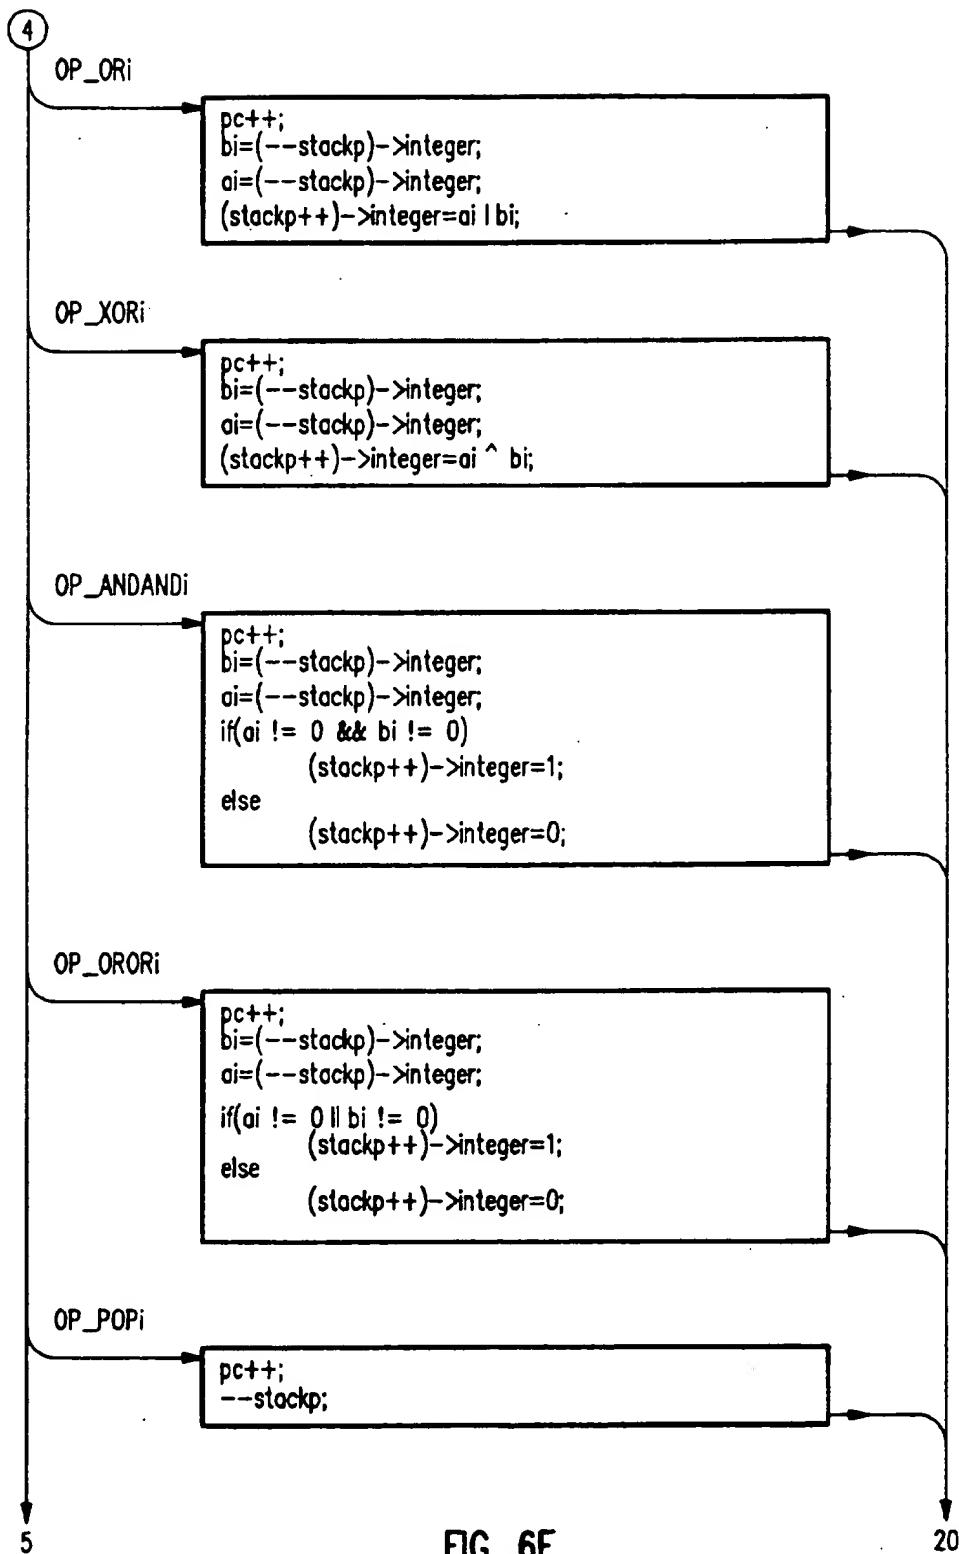 4
OP_ORi
pc++;
bi=(--stackp)->integer;
ai=(--stackp)->integer;
(stackp++)->integer=ai | bi;
OP_XORi
pc++;
bi=(--stackp)->integer;
ai=(--stackp)->integer;
(stackp++)->integer=ai ^ bi;
OP_ANDANDi
pc++;
bi=(--stackp)->integer;
ai=(--stackp)->integer;
if(ai != 0 && bi != 0)
(stackp++)->integer=1;
else
(stackp++)->integer=0;
OP_ORORi
pc++;
bi=(--stackp)->integer;
ai=(--stackp)->integer;
if(ai != 0 || bi != 0)
(stackp++)->integer=1;
else
(stackp++)->integer=0;
OP_POPi
pc++;
--stackp;
5
20